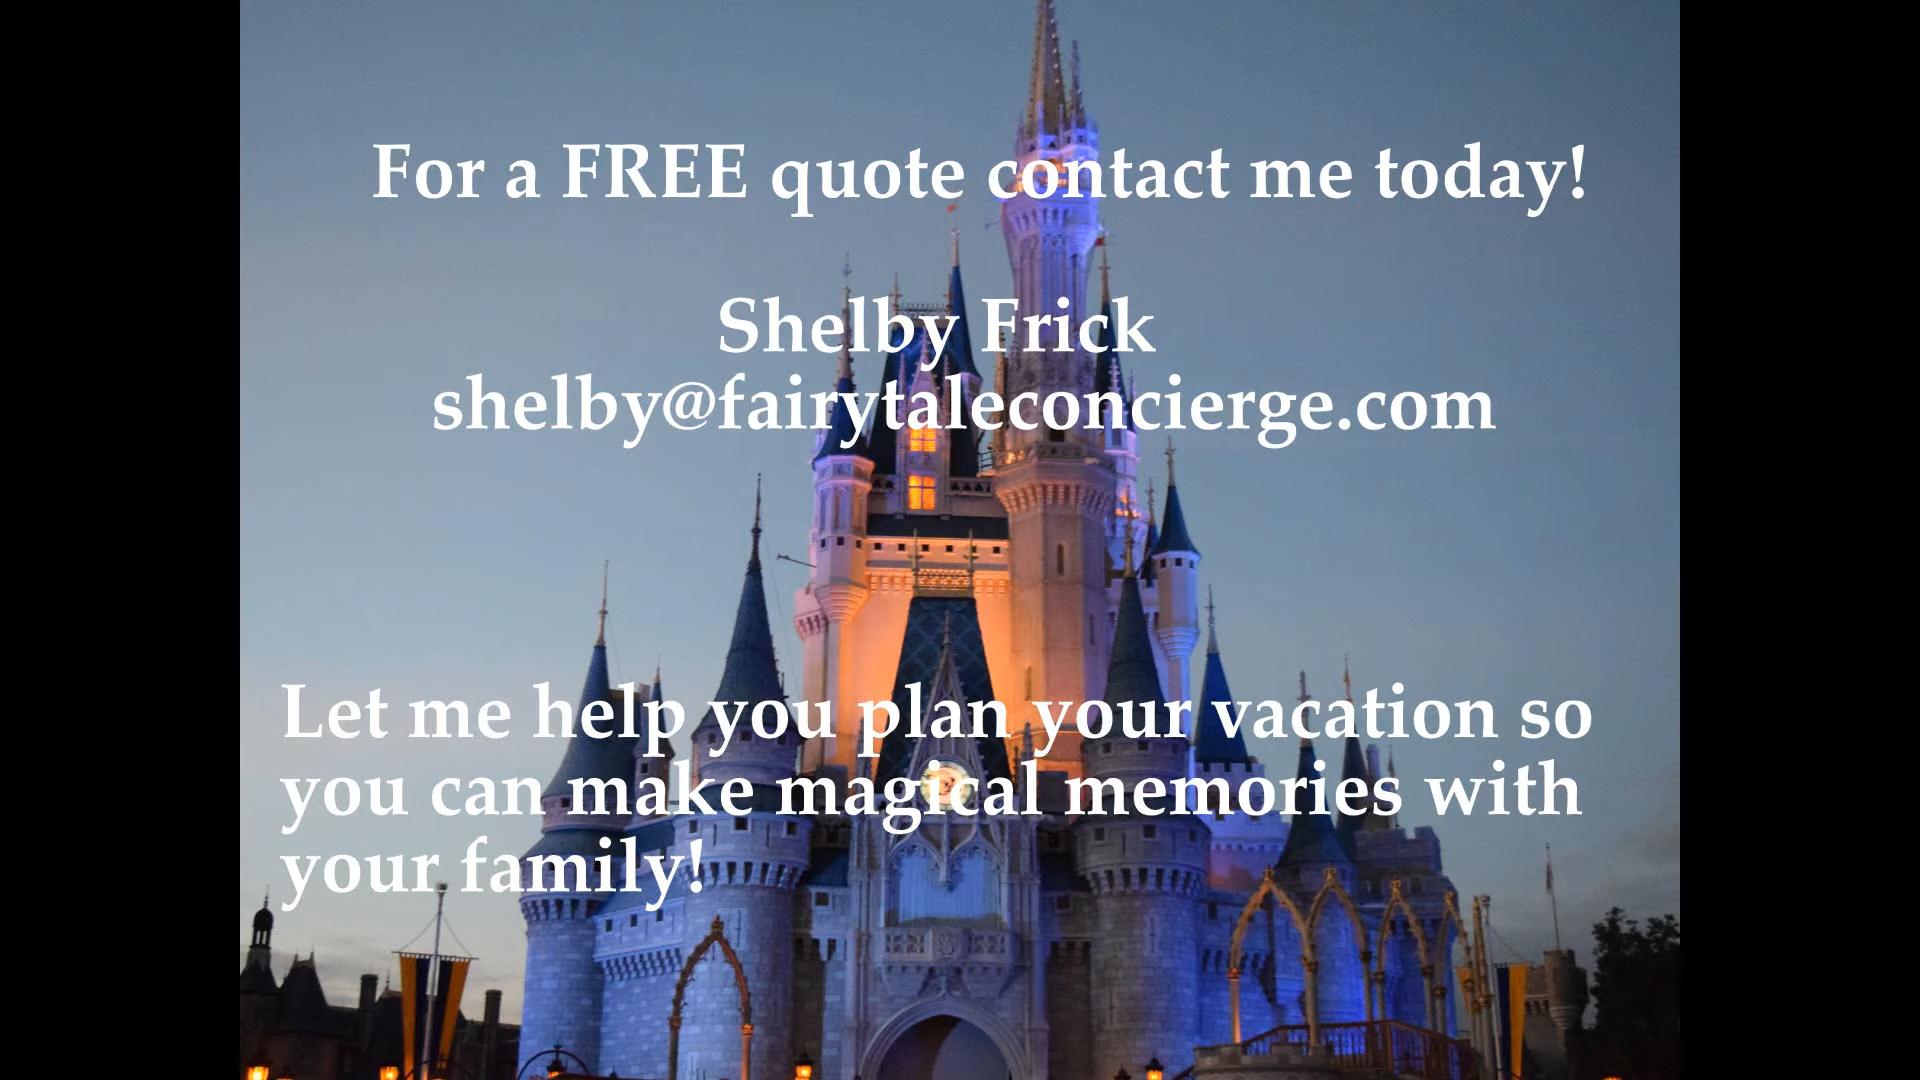 For a FREE quote contact me today!
Shelby Frick
shelby@fairytaleconcierge.com
Let me help you plan your vacation so
you can make magical memories with
your family!